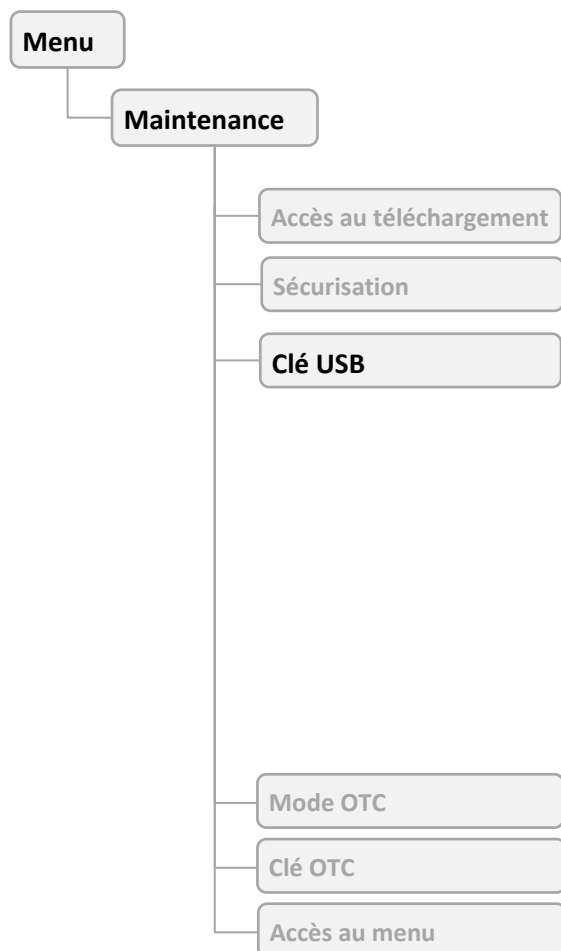 Menu
Maintenance
Accès au téléchargement
Sécurisation
Clé USB
Mode OTC
Clé OTC
Accès au menu